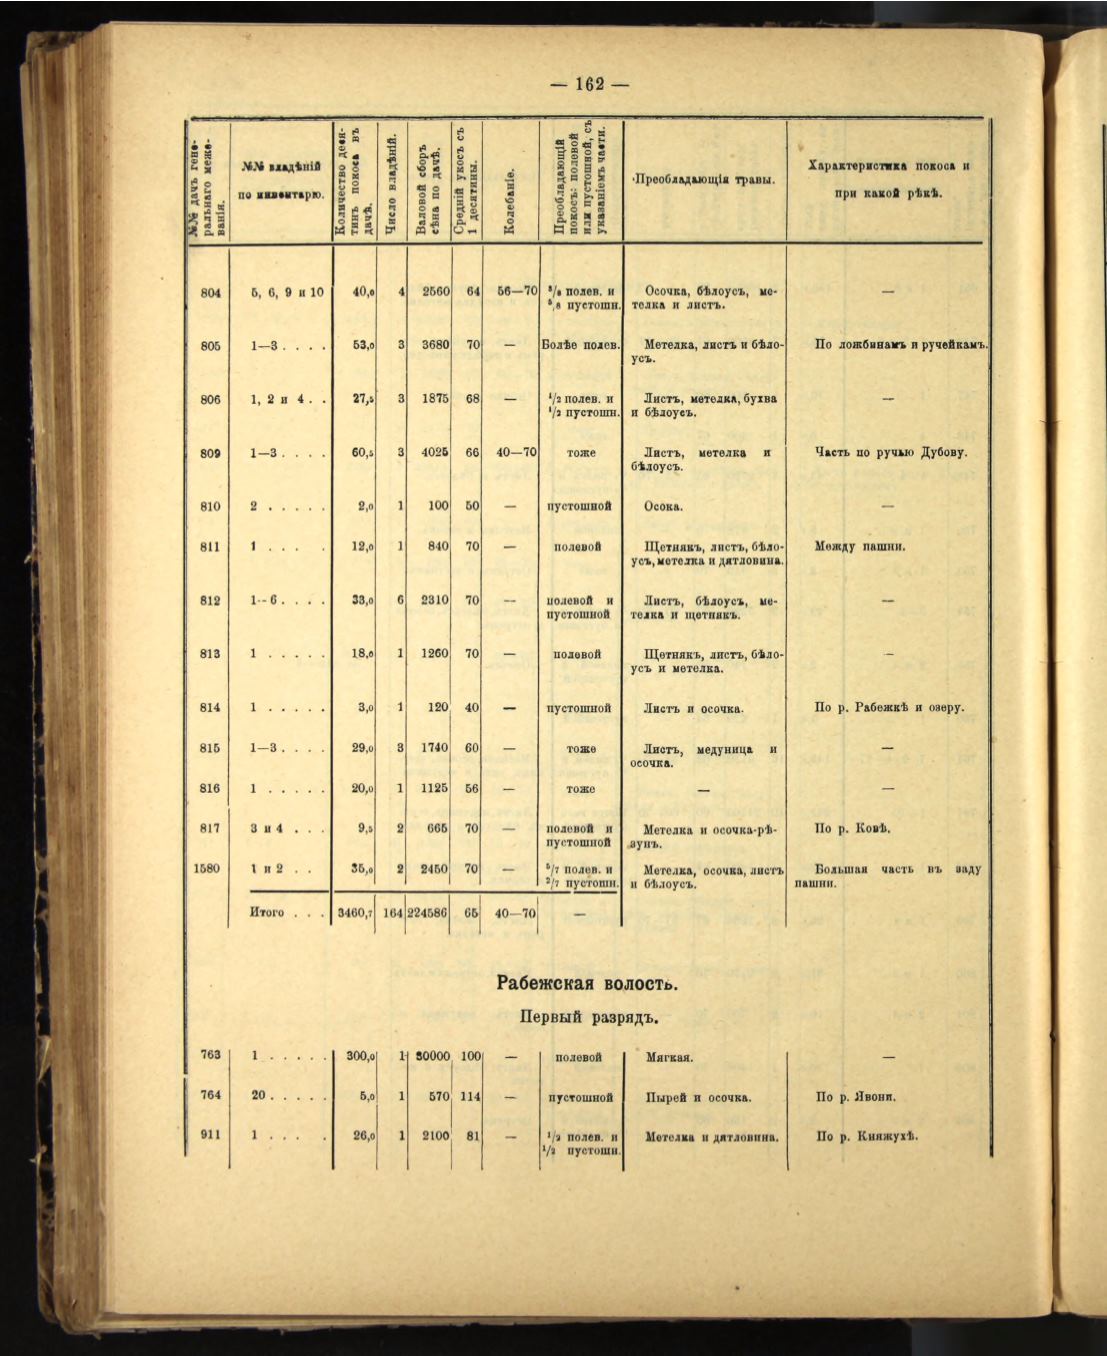 — 162 —
№№ дачъ гене-
ральнаго меже-
ванія.
№№ владѣній
по инвентарю.
Количество деся-
тинъ покоса въ
дачѣ.
Число владѣній.
Валовой сборъ
сѣна по дачѣ.
Средній укосъ съ
1 десятины.
Колебаніе.
Преобладающій
покосъ: полевой
или пустошной, съ
указаніемъ части.
Преобладающія травы.
Характеристика покоса и
при какой рѣкѣ.
804 5, 6, 9 и 10 40,0 4 2560 64 56—70 3/8 полев. и Осочка, бѣлоусъ, ме- —
5/8 пустошн. телка и листъ.
805 1—3 . . . . 53,0 3 3680 70 — Болѣе полев. Метелка, листъ и бѣло- По ложбинамъ и ручейкамъ.
усъ.
806 1, 2 и 4 . . 27,5 3 1875 68 — 1/2 полев. и Листъ, метелка, бухва —
1/2 пустошн. и бѣлоусъ.
809 1—3 . . . . 60,5 3 4025 66 40—70 тоже Листъ, метелка и Часть по ручью Дубову.
бѣлоусъ.
810 2 . . . . . 2,0 1 100 50 — пустошной Осока. —
811 1 . . . . 12,0 1 840 70 — полевой Щетнякъ, листъ, бѣло- Между пашни.
усъ, метелка и дятловина.
812 1--6 . . . . 33,0 6 2310 70 — полевой и Листъ, бѣлоусъ, ме- —
пустошной телка и щетнякъ.
813 1 . . . . . 18,0 1 1260 70 — полевой Щетнякъ, листъ, бѣло- —
усъ и метелка.
814 1 . . . . . 3,0 1 120 40 — пустошной Листъ и осочка. По р. Рабежкѣ и озеру.
815 1—3 . . . . 29,0 3 1740 60 — тоже Листъ, медуница и —
осочка.
816 1 . . . . . 20,0 1 1125 56 — тоже — —
817 3 и 4 . . . 9,5 2 665 70 — полевой и Метелка и осочка-рѣ- По р. Ковѣ.
пустошной зунъ.
1580 1 и 2 . . 35,0 2 2450 70 — 5/7 полев. и Метелка, осочка, листъ Большая часть въ заду
2/7 пустошн. и бѣлоусъ. пашни.
Итого . . . 3460,7 164 224586 65 40—70 —
Рабежская волость.
Первый разрядъ.
763 1 . . . . . 300,0 1 30000 100 — полевой Мягкая. —
764 20 . . . . . 5,0 1 570 114 — пустошной Пырей и осочка. По р. Явони.
911 1 . . . . 26,0 1 2100 81 — 1/2 полев. и Метелка и дятловина. По р. Княжухѣ.
1/2 пустошн.